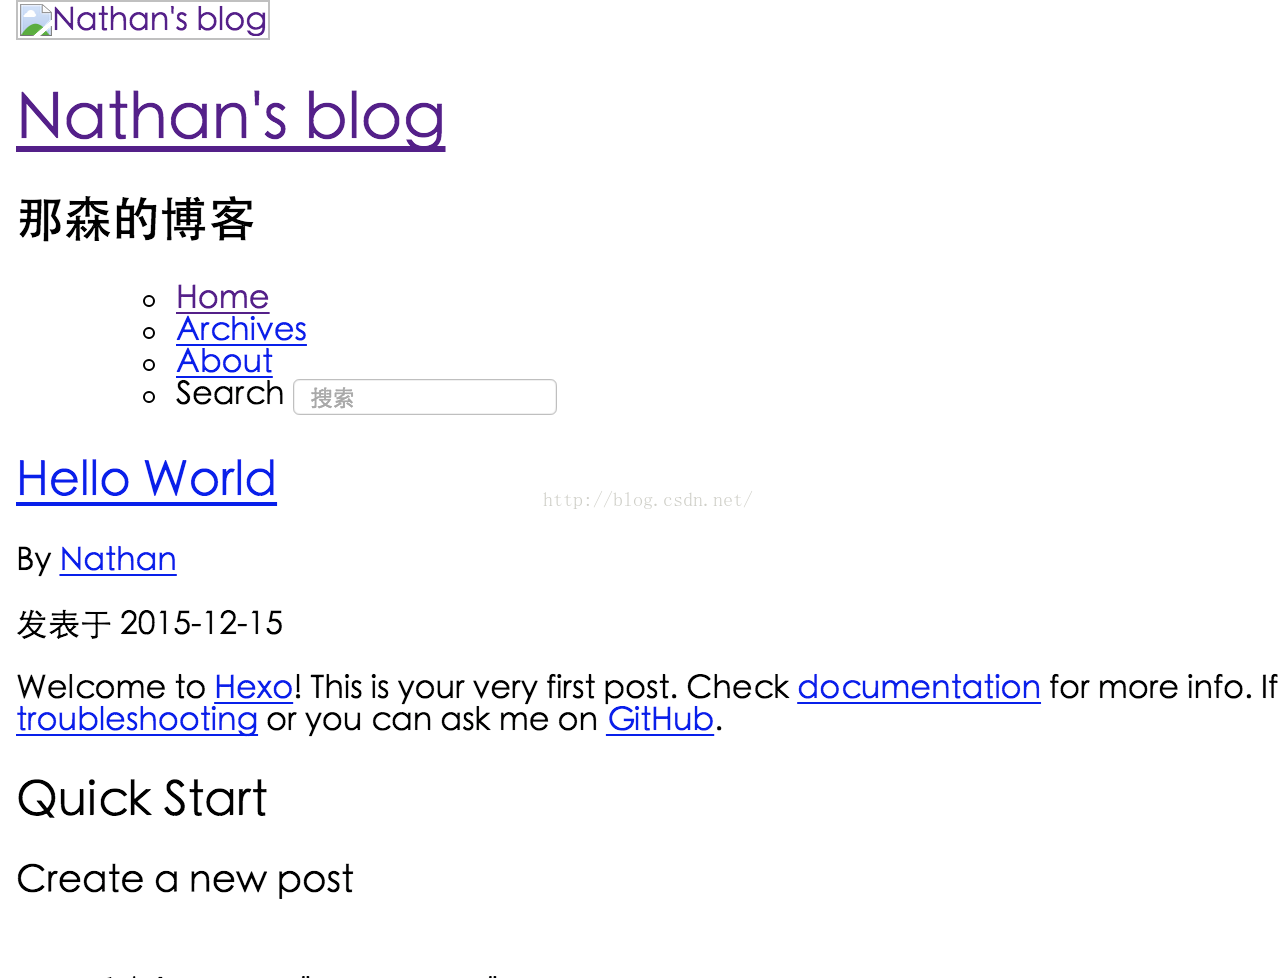 Nathan's blog
Nathan's blog
那森的博客
Home
Archives
About
Search 搜索
Hello World
http://blog.csdn.net/
By Nathan
发表于 2015-12-15
Welcome to Hexo! This is your very first post. Check documentation for more info. If
troubleshooting or you can ask me on GitHub.
Quick Start
Create a new post